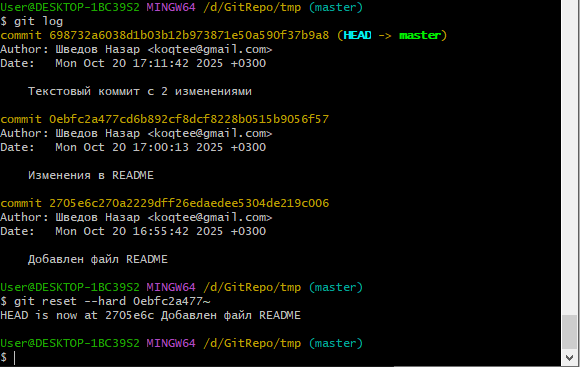 User@DESKTOP-1BC39S2 MINGW64 /d/GitRepo/tmp (master)
$ git log
commit 698732a6038d1b03b12b973871e50a590f37b9a8 (HEAD -> master)
Author: Шведов Назар <koqtee@gmail.com>
Date:   Mon Oct 20 17:11:42 2025 +0300
    Текстовый коммит с 2 изменениями
commit 0ebfc2a477cd6b892cf8dcf8228b0515b9056f57
Author: Шведов Назар <koqtee@gmail.com>
Date:   Mon Oct 20 17:00:13 2025 +0300
    Изменения в README
commit 2705e6c270a2229dff26edaedee5304de219c006
Author: Шведов Назар <koqtee@gmail.com>
Date:   Mon Oct 20 16:55:42 2025 +0300
    Добавлен файл README
User@DESKTOP-1BC39S2 MINGW64 /d/GitRepo/tmp (master)
$ git reset --hard 0ebfc2a477~
HEAD is now at 2705e6c Добавлен файл README
User@DESKTOP-1BC39S2 MINGW64 /d/GitRepo/tmp (master)
$